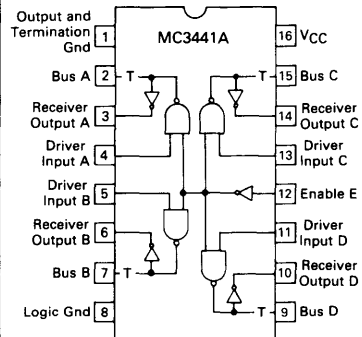 Output and
Termination
Gnd
1
MC3441A
16
VCC
Bus A
2
T
T
15
Bus C
Receiver
Output A
3
14
Receiver
Output C
Driver
Input A
4
13
Driver
Input C
Driver
Input B
5
12
Enable E
Receiver
Output B
6
11
Driver
Input D
Bus B
7
T
10
Receiver
Output D
Logic Gnd
8
T
9
Bus D